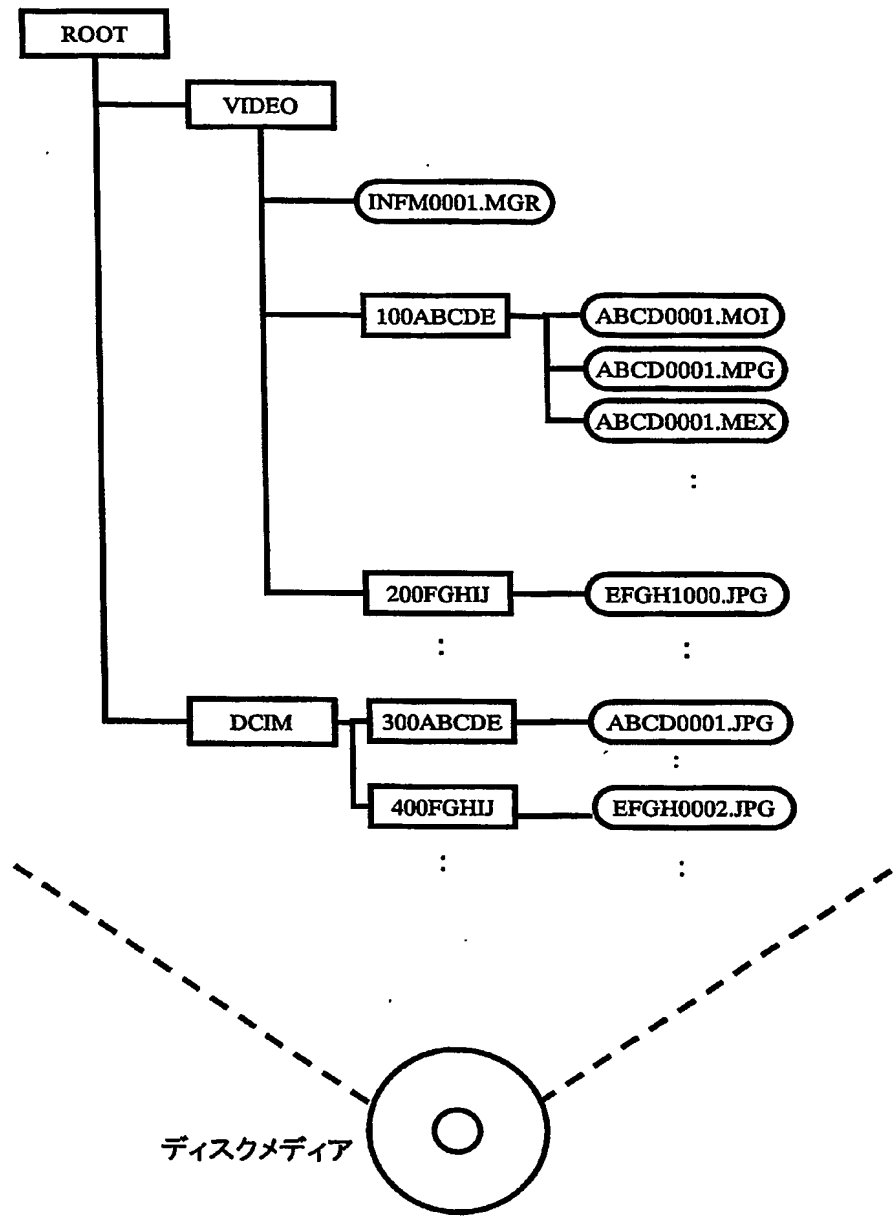 ROOT
VIDEO
INFM0001.MGR
100ABCDE
ABCD0001.MOI
ABCD0001.MPG
ABCD0001.MEX
:
200FGHIJ
EFGH1000.JPG
:
:
DCIM
300ABCDE
ABCD0001.JPG
:
400FGHIJ
EFGH0002.JPG
:
:
ディスクメディア